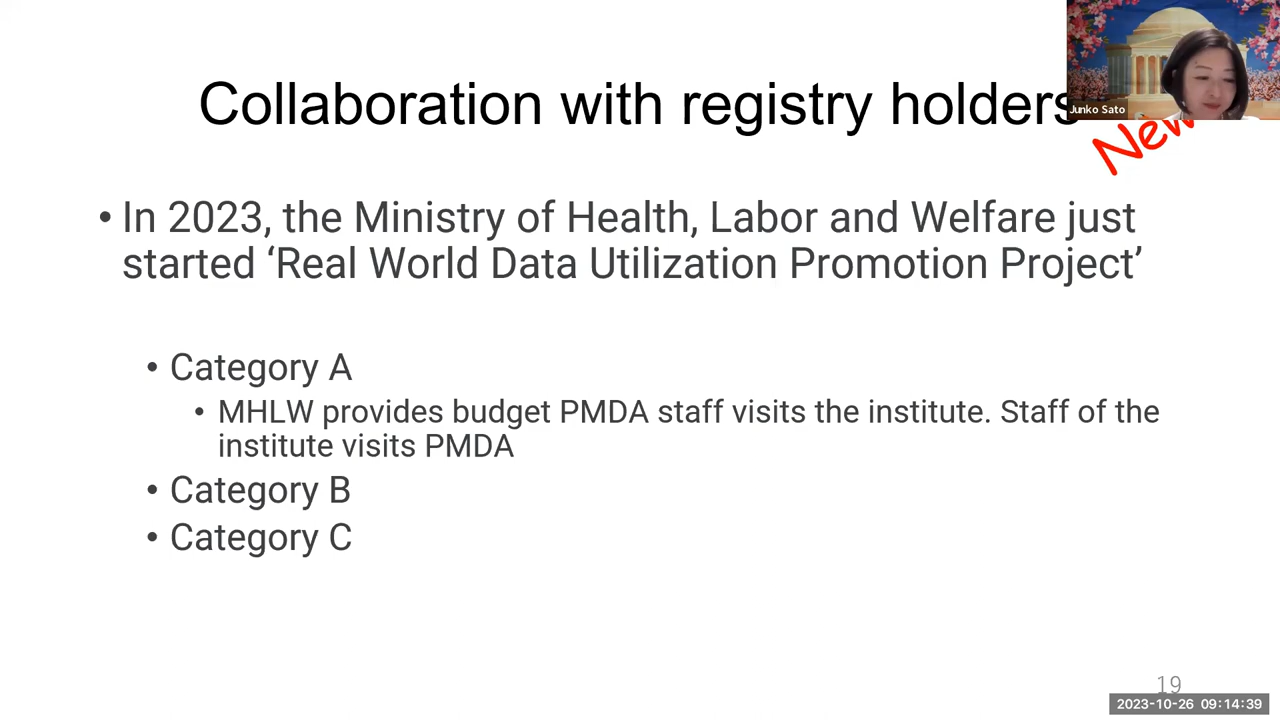 Collaboration with registry holders
Junko Sato
New
• In 2023, the Ministry of Health, Labor and Welfare just
started ‘Real World Data Utilization Promotion Project’
• Category A
• MHLW provides budget PMDA staff visits the institute. Staff of the
institute visits PMDA
• Category B
• Category C
19
2023-10-26 09:14:39